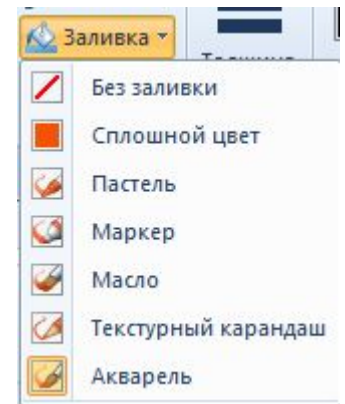 Заливка
Без заливки
Сплошной цвет
Пастель
Маркер
Масло
Текстурный карандаш
Акварель